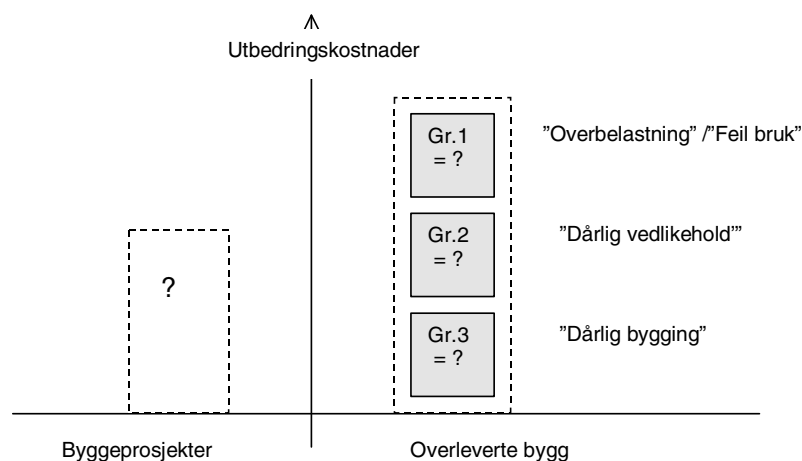 Utbedringskostnader
Gr.1
= ?
”Overbelastning” /”Feil bruk”
Gr.2
= ?
”Dårlig vedlikehold’”
?
Gr.3
= ?
”Dårlig bygging”
Byggeprosjekter
Overleverte bygg